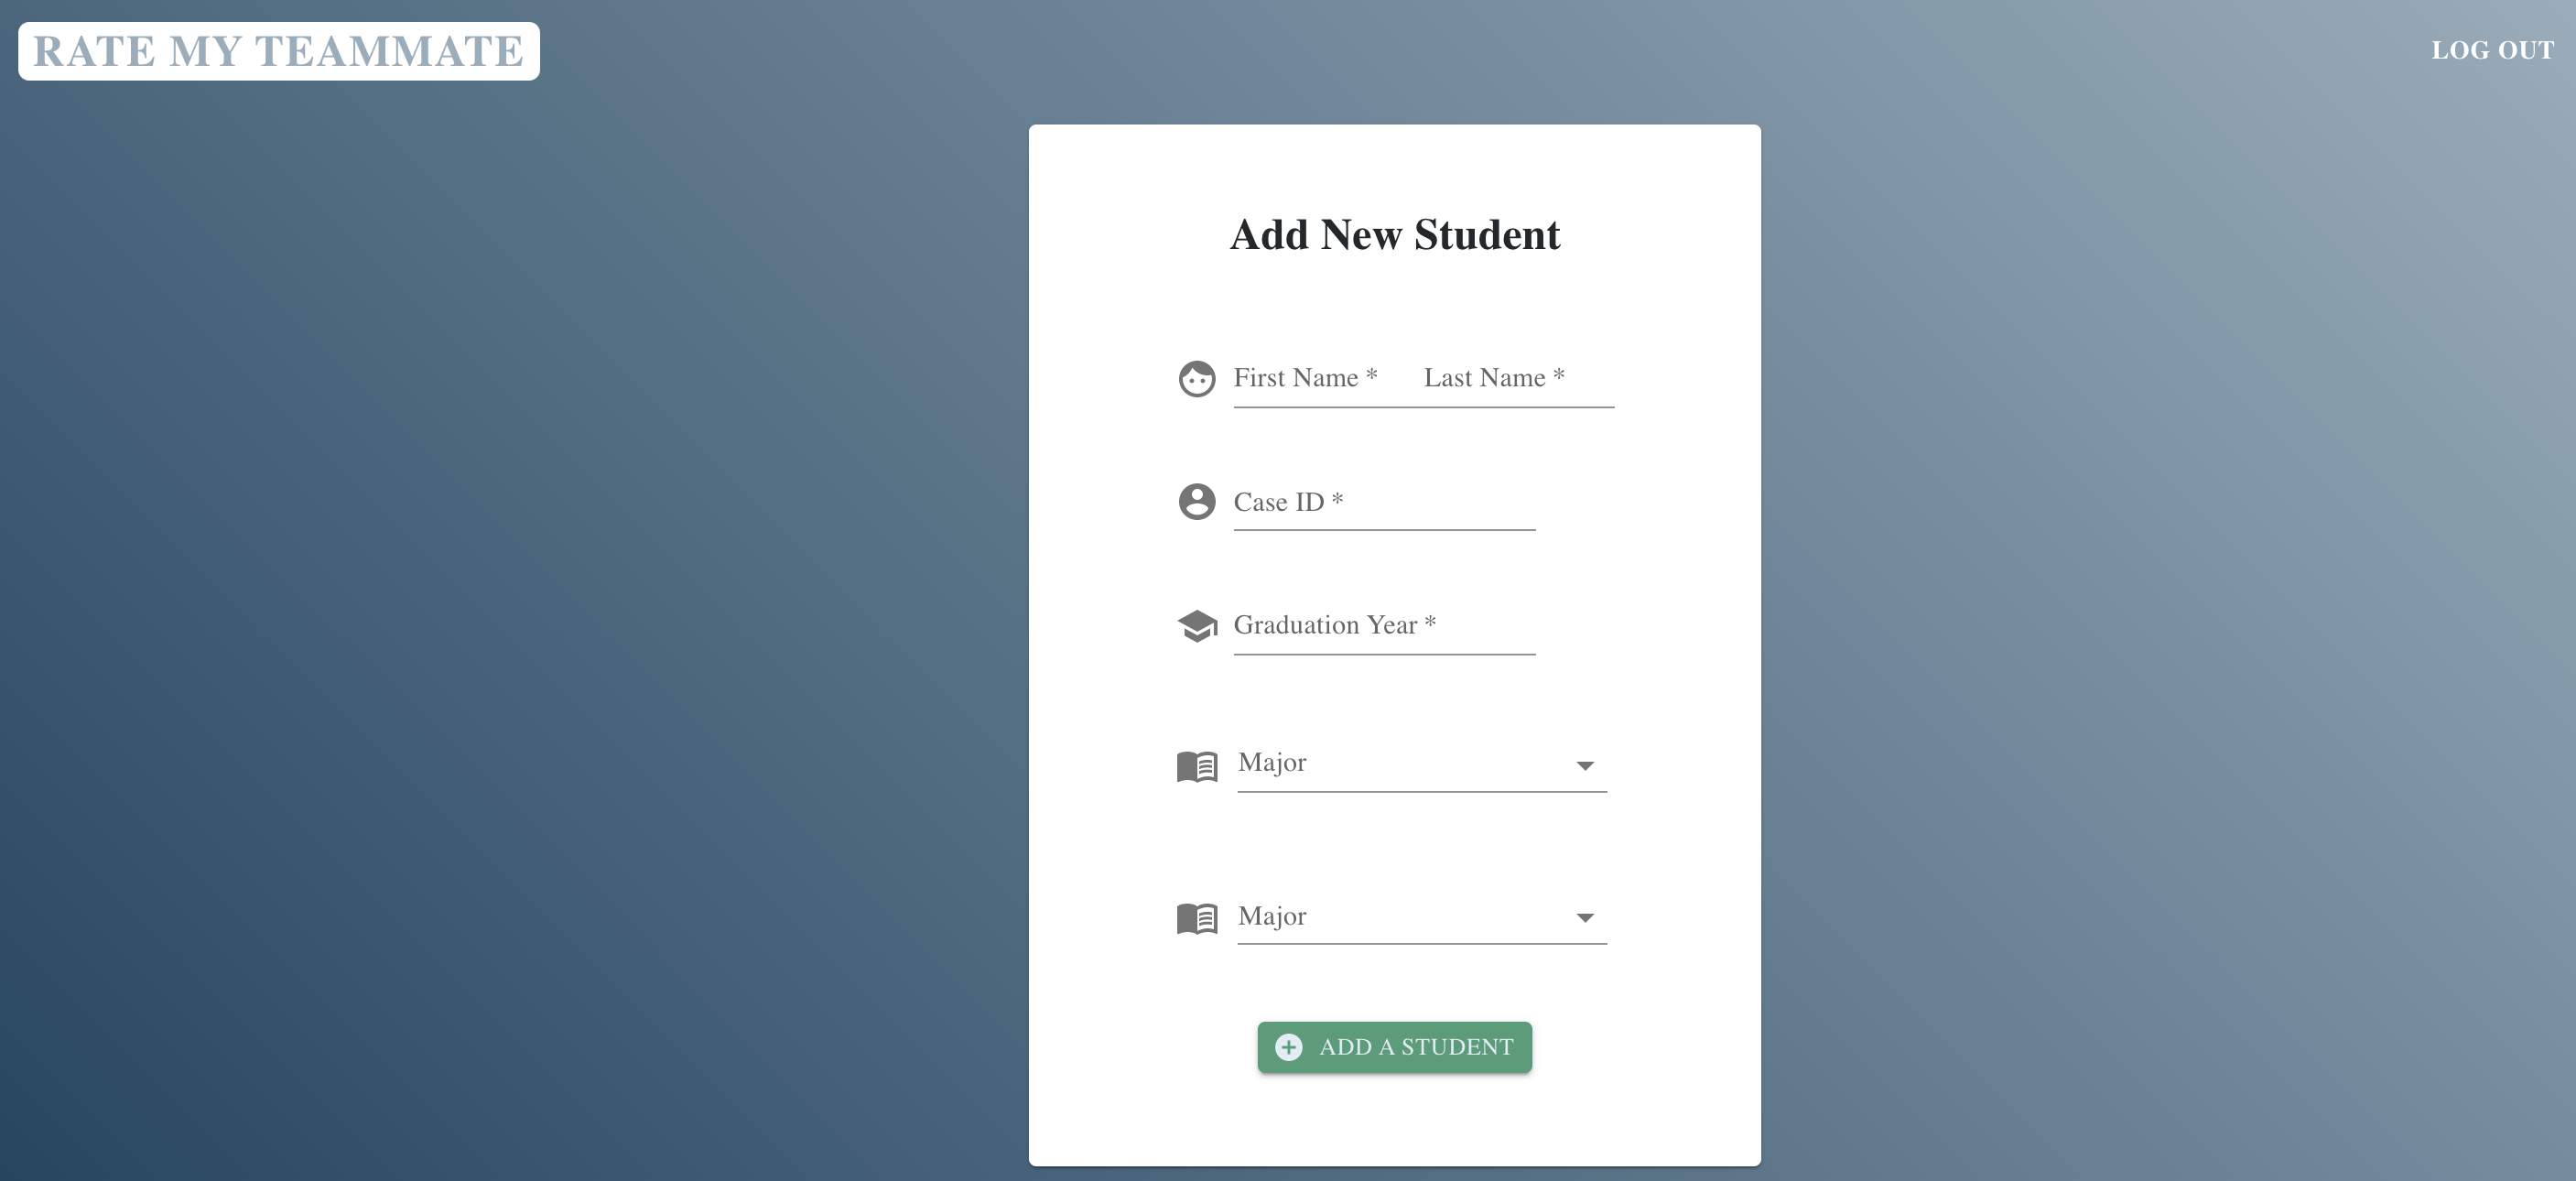 RATE MY TEAMMATE
LOG OUT
Add New Student
First Name * Last Name *
Case ID *
Graduation Year *
Major
Major
ADD A STUDENT